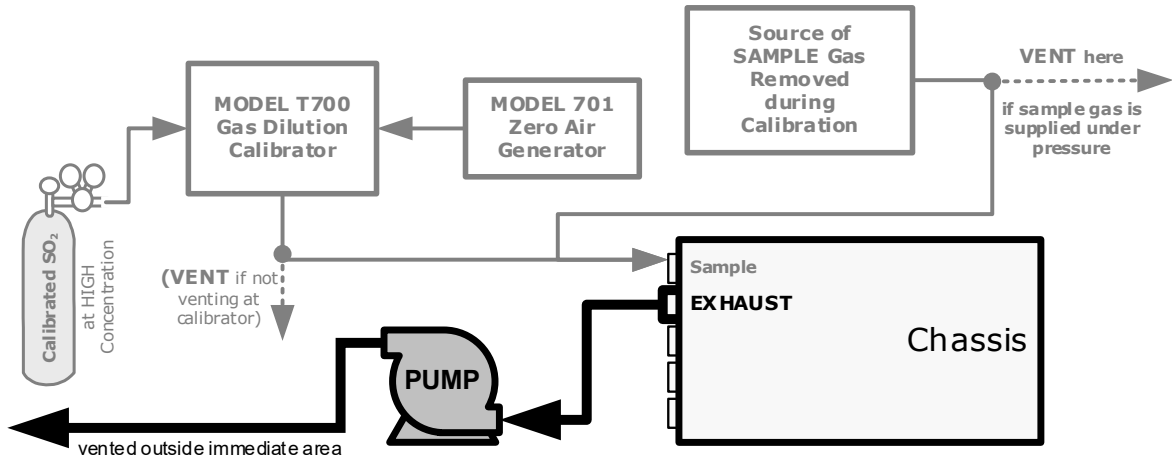 MODEL T700
Gas Dilution
Calibrator
MODEL 701
Zero Air
Generator
Source of
SAMPLE Gas
Removed
during
Calibration
VENT here
if sample gas is
supplied under
pressure
Calibrated SO₂
at HIGH
Concentration
(VENT if not
venting at
calibrator)
Sample
EXHAUST
Chassis
PUMP
vented outside immediate area